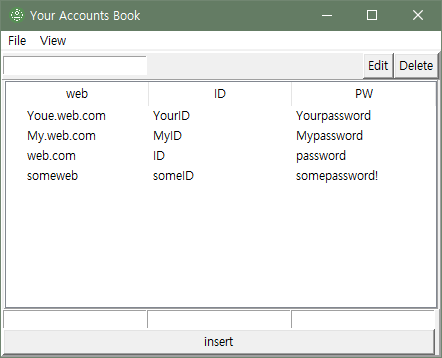 Your Accounts Book
File View
Edit Delete
web ID PW
Youe.web.com YourID Yourpassword
My.web.com MyID Mypassword
web.com ID password
someweb someID somepassword!
insert